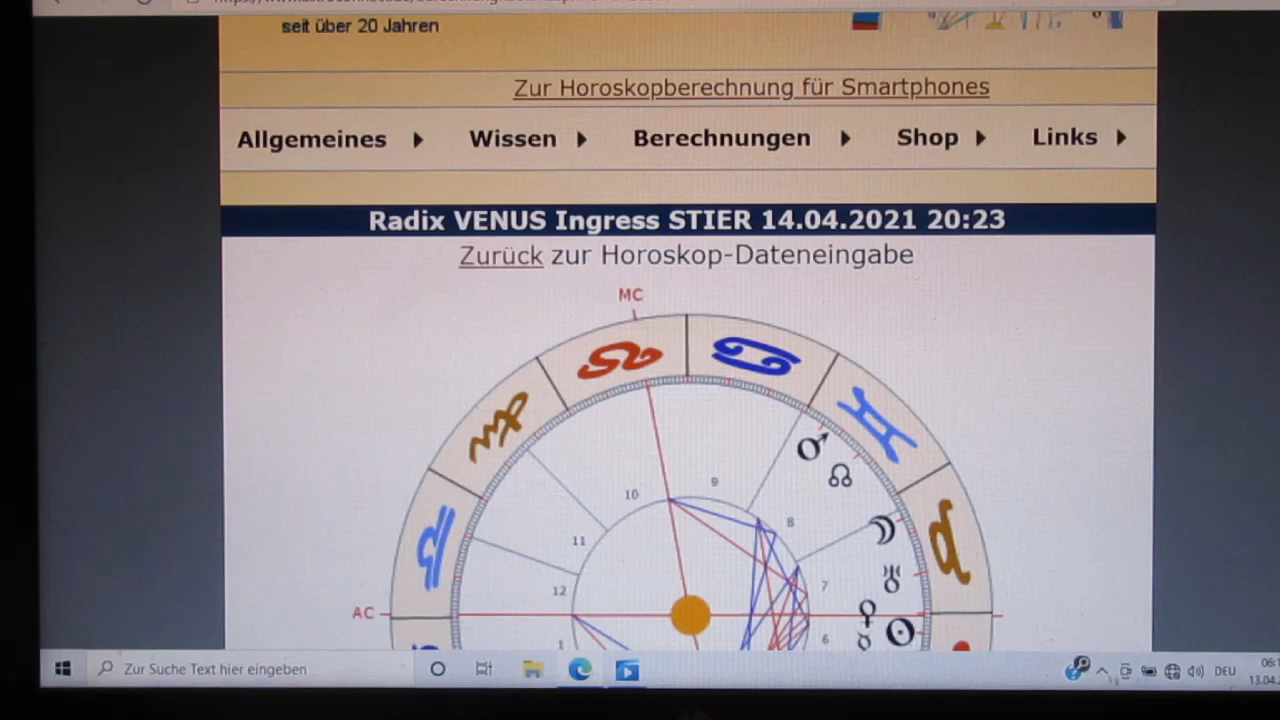 seit über 20 Jahren
Zur Horoskopberechnung für Smartphones
Allgemeines Wissen Berechnungen Shop Links
Radix VENUS Ingress STIER 14.04.2021 20:23
Zurück zur Horoskop-Dateneingabe
MC
9
10
8
11
7
12
AC
6
1
Zur Suche Text hier eingeben
DEU